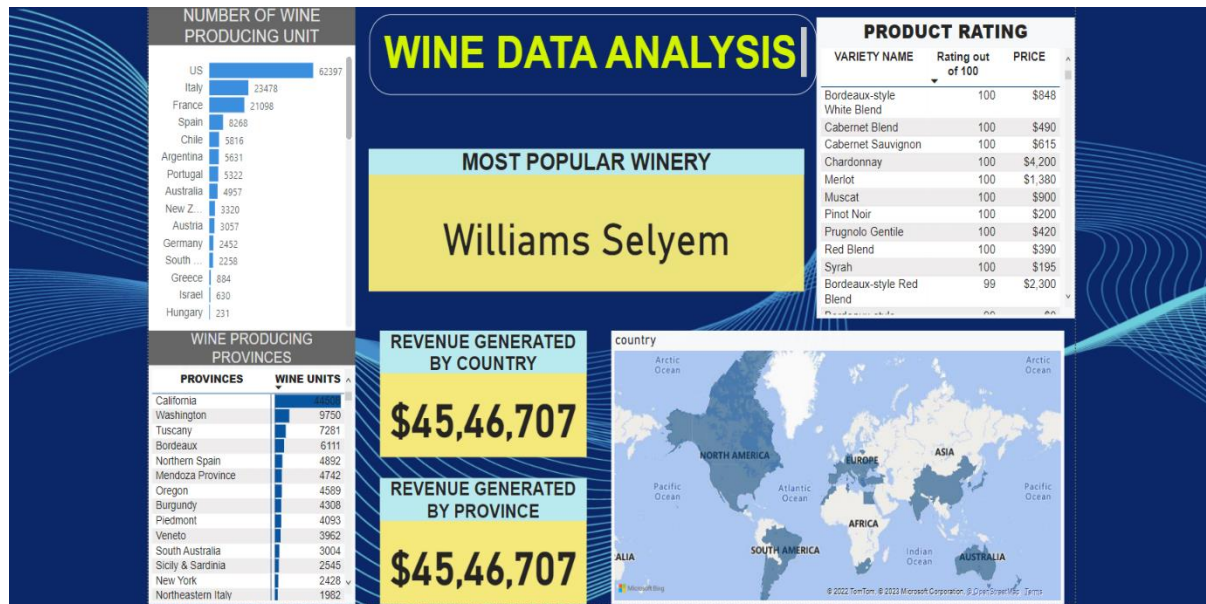 NUMBER OF WINE
PRODUCING UNIT
US 62397
Italy 23478
France 21098
Spain 8268
Chile 5816
Argentina 5631
Portugal 5322
Australia 4957
New Z... 3320
Austria 3057
Germany 2452
South ... 2258
Greece 884
Israel 630
Hungary 231
WINE DATA ANALYSIS
MOST POPULAR WINERY
Williams Selyem
PRODUCT RATING
VARIETY NAME Rating out PRICE
of 100
Bordeaux-style 100 $848
White Blend
Cabernet Blend 100 $490
Cabernet Sauvignon 100 $615
Chardonnay 100 $4,200
Merlot 100 $1,380
Muscat 100 $900
Pinot Noir 100 $200
Prugnolo Gentile 100 $420
Red Blend 100 $390
Syrah 100 $195
Bordeaux-style Red 99 $2,300
Blend
WINE PRODUCING
PROVINCES
PROVINCES WINE UNITS
California
Washington 9750
Tuscany 7281
Bordeaux 6111
Northern Spain 4892
Mendoza Province 4742
Oregon 4589
Burgundy 4308
Piedmont 4093
Veneto 3962
South Australia 3004
Sicily & Sardinia 2545
New York 2428
Northeastern Italy 1982
REVENUE GENERATED
BY COUNTRY
$45,46,707
REVENUE GENERATED
BY PROVINCE
$45,46,707
country
Arctic
Ocean
Arctic
Ocean
NORTH AMERICA
EUROPE
ASIA
Pacific
Ocean
Atlantic
Ocean
Pacific
Ocean
AFRICA
SOUTH AMERICA
Indian
Ocean
ALIA
AUSTRALIA
Microsoft Bing
© 2022 TomTom, © 2023 Microsoft Corporation, © OpenStreetMap Terms